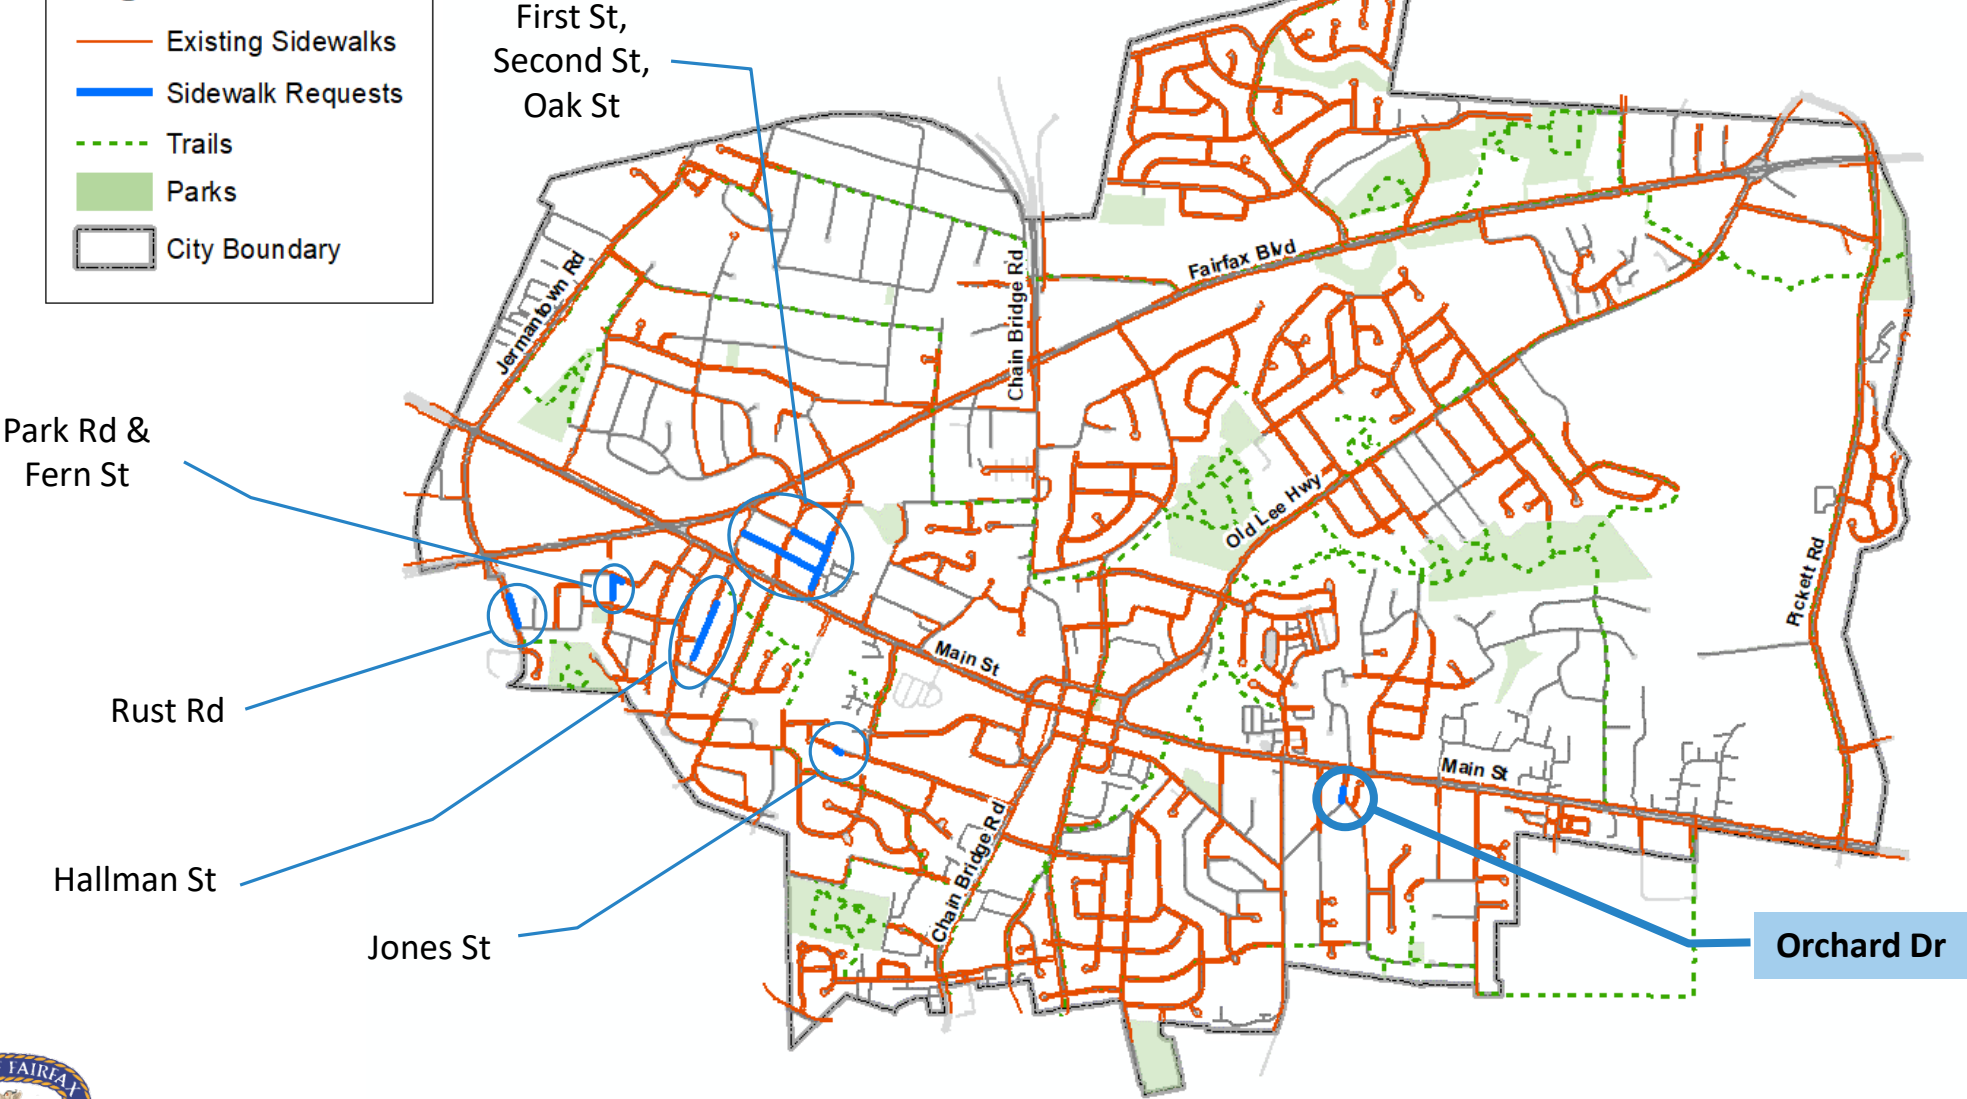 Existing Sidewalks
Sidewalk Requests
Trails
Parks
City Boundary
First St,
Second St,
Oak St
Jermantown Rd
Chain Bridge Rd
Fairfax Blvd
Park Rd &
Fern St
Old Lee Hwy
Pickett Rd
Rust Rd
Main St
Main St
Hallman St
Chain Bridge Rd
Jones St
Orchard Dr
FAIRFAX